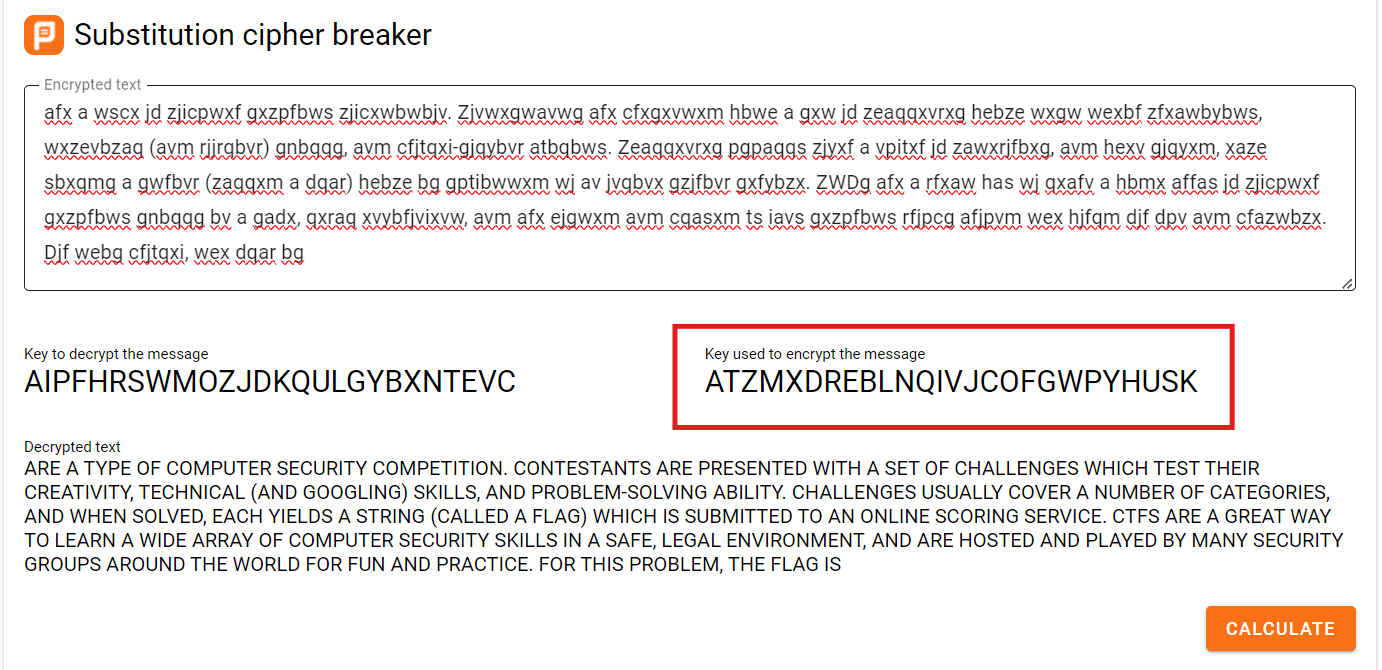 Substitution cipher breaker
Encrypted text
afx a wscx jd zjicpwxf gxzpfbws zjicxwbwbjv. Zjvwxgwavwg afx cfxgxvwxm hbwe a gxw jd zeaqqxvrxg hebze wxgw wexbf zfxawbybws,
wxzevbzaq (avm rjjrqbvr) gnbqqg, avm cfjtqxi-gjqybvr atbqbws. Zeaqqxvrxg pgpaqqs zjyxf a vpitxf jd zawxrjfbxg, avm hexv gjqyxm, xaze
sbxqmg a gwfbvr (zaqqxm a dqar) hebze bg gptibwwxm wj av jvqbvx gzjfbvr gxfybzx. ZWDg afx a rfxaw has wj qxafv a hbmx affas jd zjicpwxf
gxzpfbws gnbqqg bv a gadx, qxraq xvybfjvixvw, avm afx ejgwxm avm cqasxm ts iavs gxzpfbws rfjpcg afjpvm wex hjfqm djf dpv avm cfazwbzx.
Djf webg cfjtqxi, wex dqar bg
Key to decrypt the message
Key used to encrypt the message
AIPFHRSWMOZJDKQULGYBXNTEVC
ATZMXDREBLNQIVJCOFGWPYHUSK
Decrypted text
ARE A TYPE OF COMPUTER SECURITY COMPETITION. CONTESTANTS ARE PRESENTED WITH A SET OF CHALLENGES WHICH TEST THEIR
CREATIVITY, TECHNICAL (AND GOOGLING) SKILLS, AND PROBLEM-SOLVING ABILITY. CHALLENGES USUALLY COVER A NUMBER OF CATEGORIES,
AND WHEN SOLVED, EACH YIELDS A STRING (CALLED A FLAG) WHICH IS SUBMITTED TO AN ONLINE SCORING SERVICE. CTFS ARE A GREAT WAY
TO LEARN A WIDE ARRAY OF COMPUTER SECURITY SKILLS IN A SAFE, LEGAL ENVIRONMENT, AND ARE HOSTED AND PLAYED BY MANY SECURITY
GROUPS AROUND THE WORLD FOR FUN AND PRACTICE. FOR THIS PROBLEM, THE FLAG IS
CALCULATE